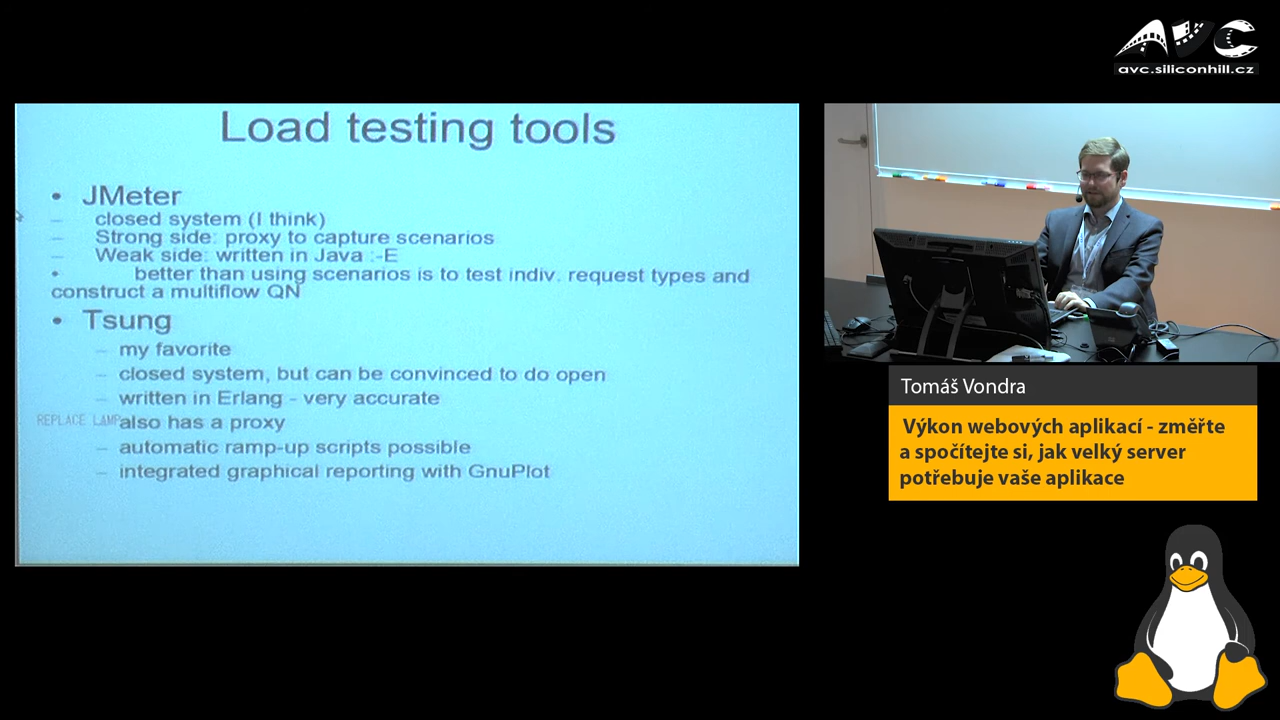 AVC
avc.siliconhill.cz
Load testing tools
• JMeter
– closed system (I think)
– Strong side: proxy to capture scenarios
– Weak side: written in Java :-E
• better than using scenarios is to test indiv. request types and
construct a multiflow QN
• Tsung
– my favorite
– closed system, but can be convinced to do open
– written in Erlang - very accurate
REPLACE LAMP
also has a proxy
– automatic ramp-up scripts possible
– integrated graphical reporting with GnuPlot
Tomáš Vondra
Výkon webových aplikací - změřte
a spočítejte si, jak velký server
potřebuje vaše aplikace